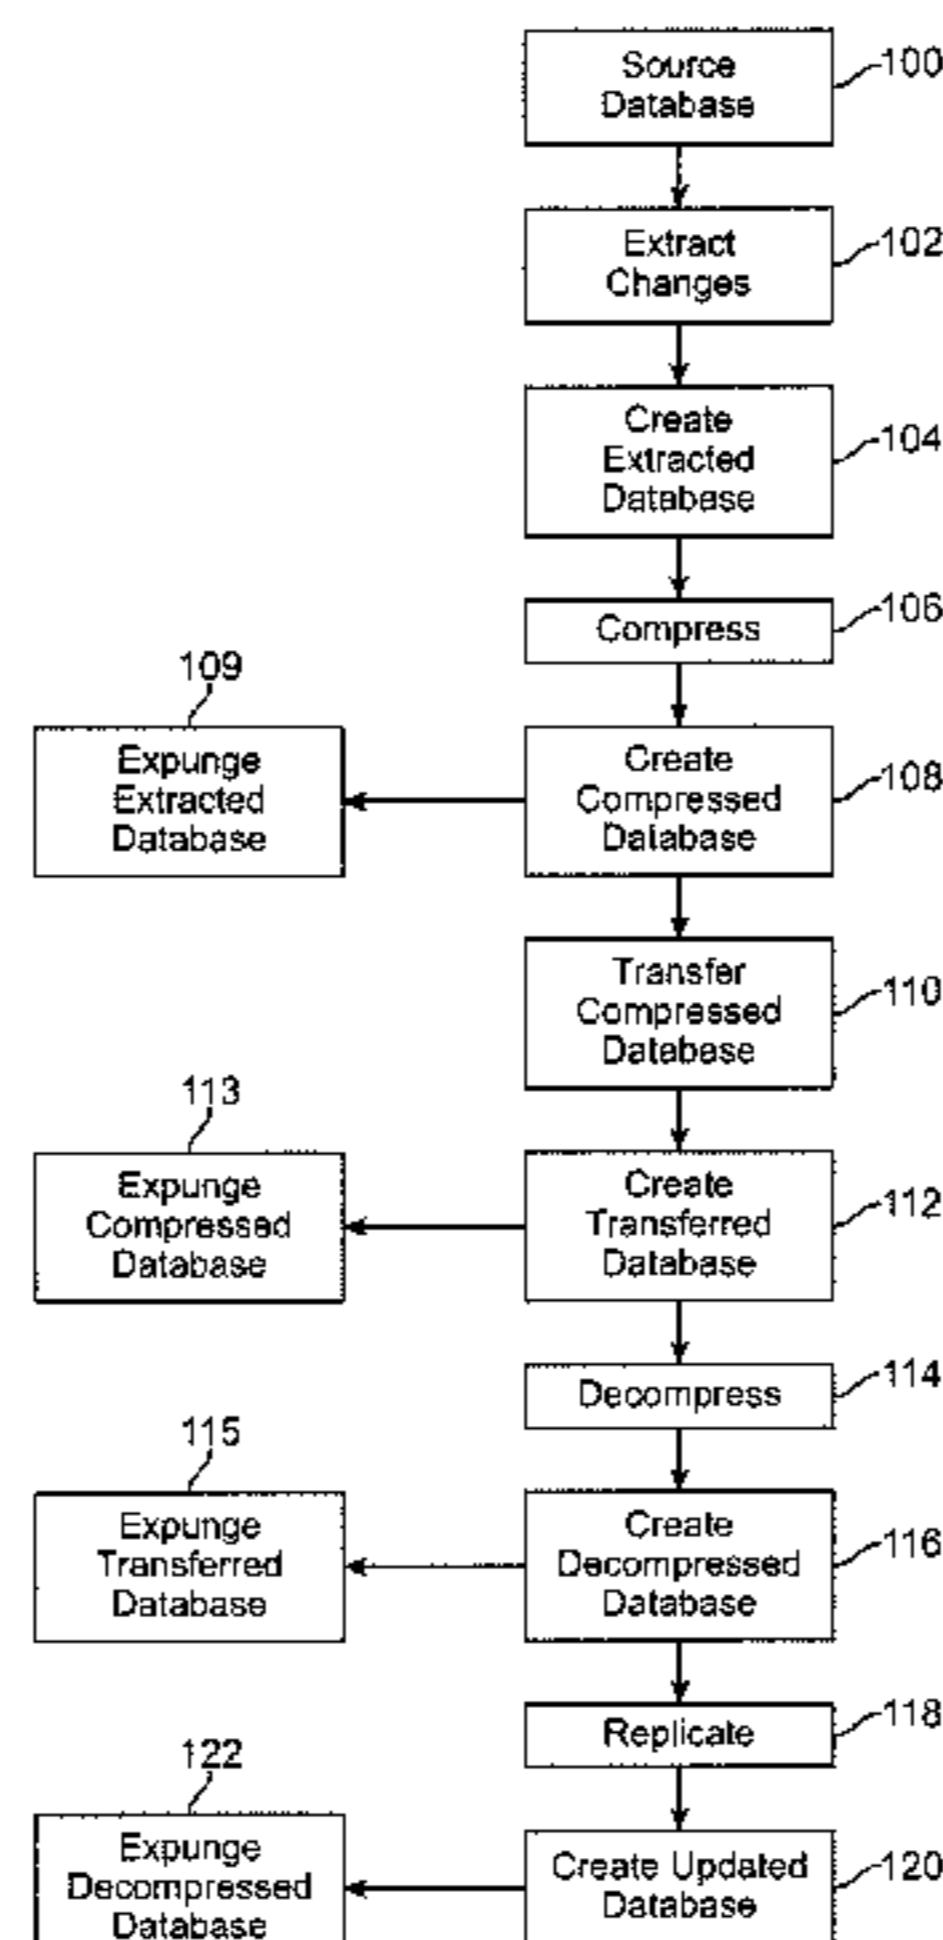 Source
Database
100
Extract
Changes
102
Create
Extracted
Database
104
Compress
106
109
Expunge
Extracted
Database
Create
Compressed
Database
108
Transfer
Compressed
Database
110
113
Expunge
Compressed
Database
Create
Transferred
Database
112
Decompress
114
115
Expunge
Transferred
Database
Create
Decompressed
Database
116
Replicate
118
122
Expunge
Decompressed
Database
Create Updated
Database
120